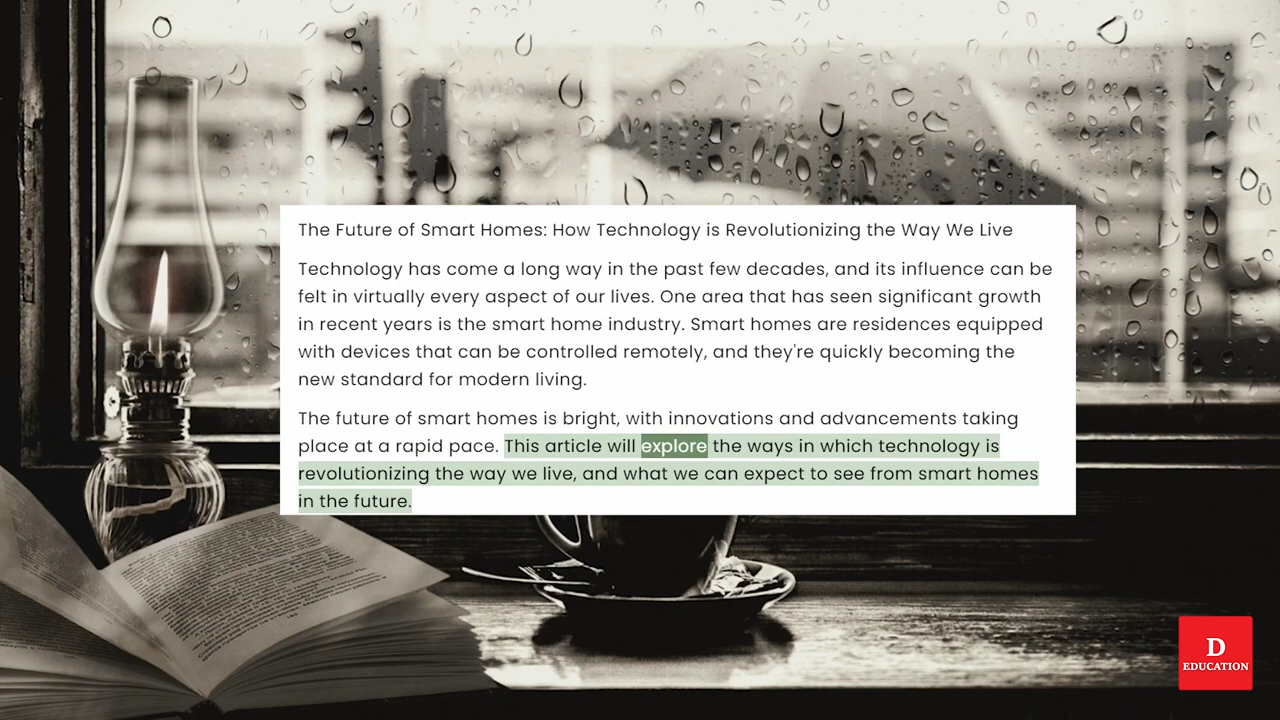 The Future of Smart Homes: How Technology is Revolutionizing the Way We Live
Technology has come a long way in the past few decades, and its influence can be
felt in virtually every aspect of our lives. One area that has seen significant growth
in recent years is the smart home industry. Smart homes are residences equipped
with devices that can be controlled remotely, and they're quickly becoming the
new standard for modern living.
The future of smart homes is bright, with innovations and advancements taking
place at a rapid pace. This article will explore the ways in which technology is
revolutionizing the way we live, and what we can expect to see from smart homes
in the future.
D
EDUCATION